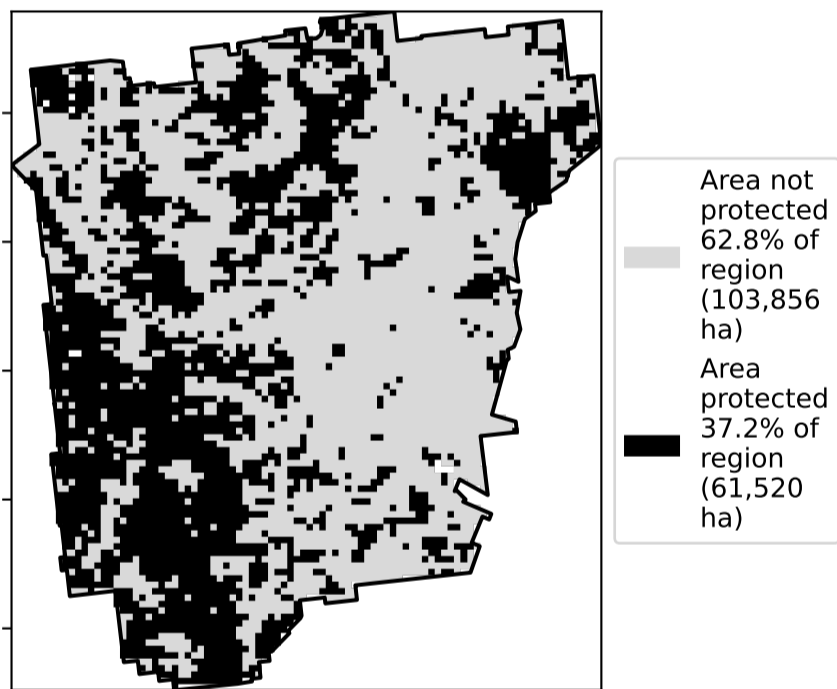 Area not
protected
62.8% of
region
(103,856
ha)
Area
protected
37.2% of
region
(61,520
ha)